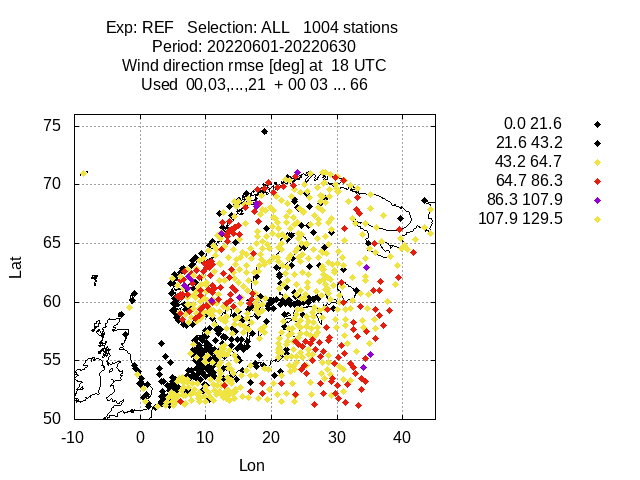 Exp: REF   Selection: ALL   1004 stations
Period: 20220601-20220630
Wind direction rmse [deg] at  18 UTC
Used  00,03,...,21  + 00 03 ... 66
0.0 21.6
21.6 43.2
43.2 64.7
64.7 86.3
86.3 107.9
107.9 129.5
75
70
65
60
55
50
Lat
-10 0 10 20 30 40
Lon